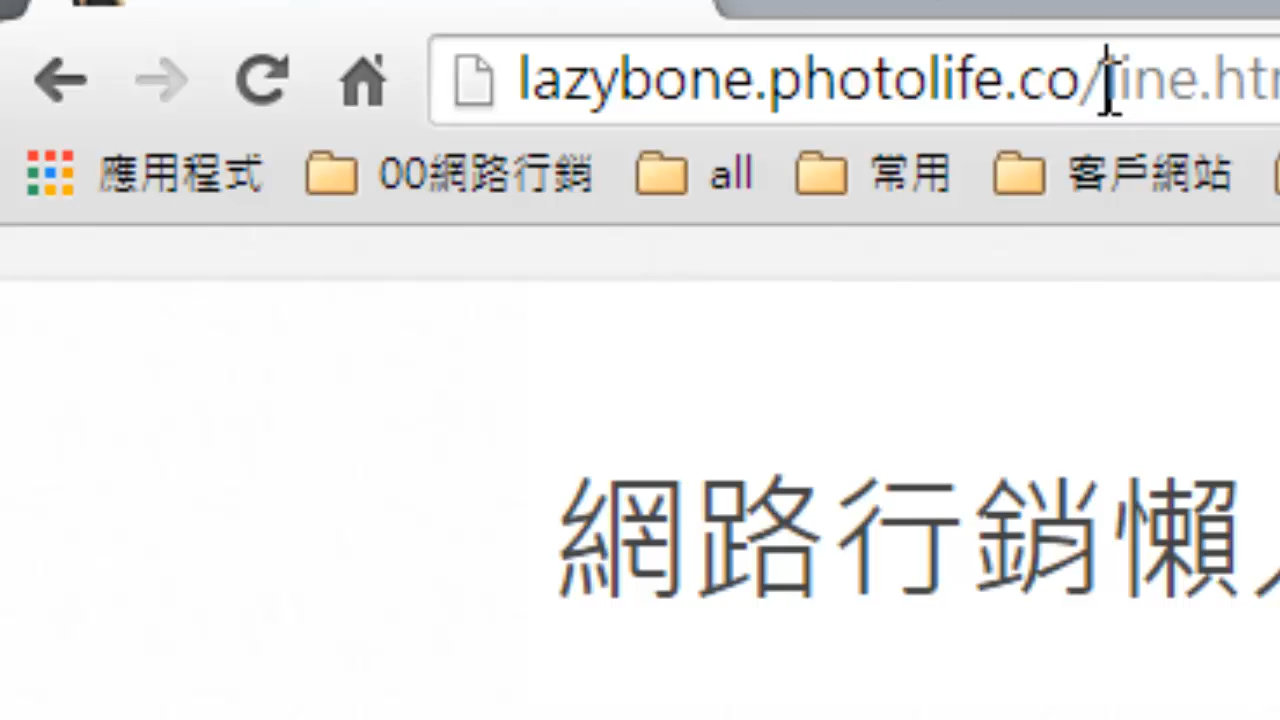 lazybone.photolife.co/line.htm
應用程式 00網路行銷 all 常用 客戶網站
網路行銷懶